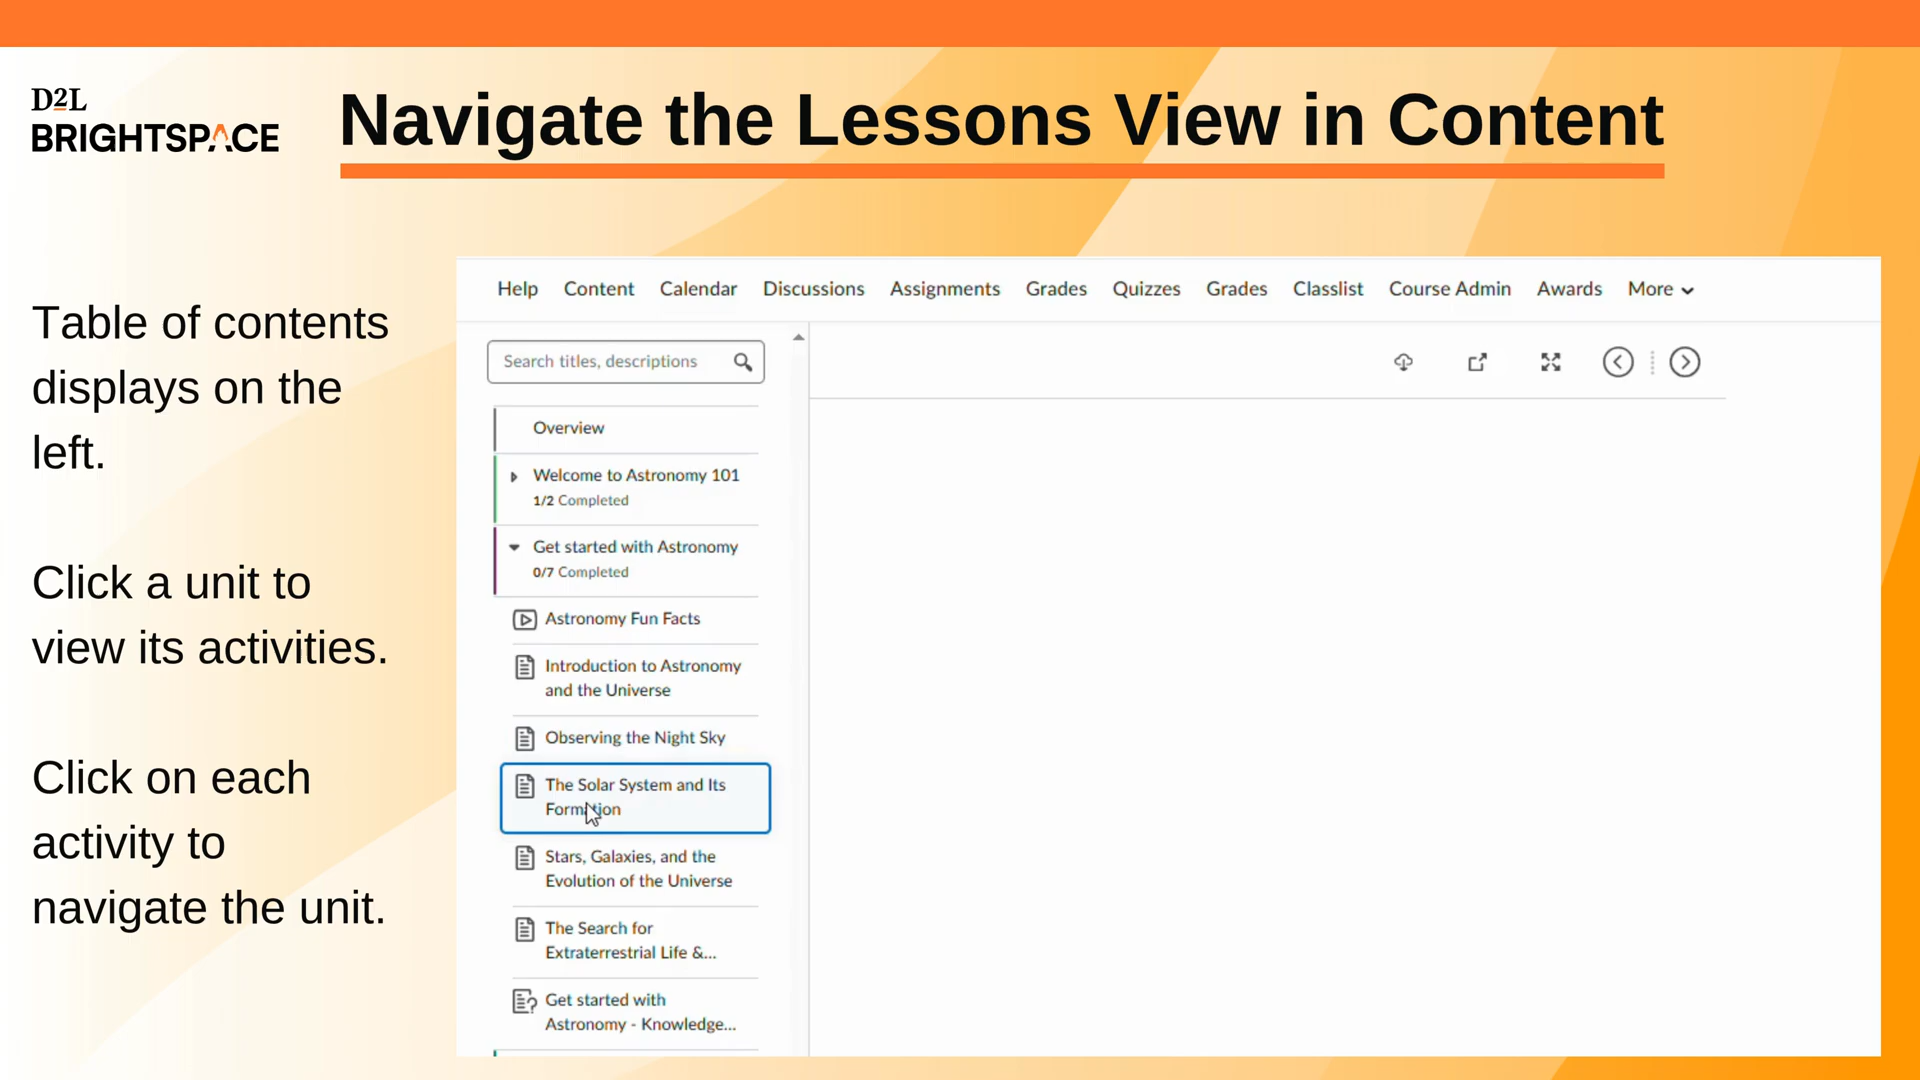 D2L
BRIGHTSPACE
Navigate the Lessons View in Content
Table of contents
displays on the
left.
Click a unit to
view its activities.
Click on each
activity to
navigate the unit.
Help Content Calendar Discussions Assignments Grades Quizzes Grades Classlist Course Admin Awards More
Search titles, descriptions
Overview
Welcome to Astronomy 101
1/2 Completed
Get started with Astronomy
0/7 Completed
Astronomy Fun Facts
Introduction to Astronomy
and the Universe
Observing the Night Sky
The Solar System and Its
Formation
Stars, Galaxies, and the
Evolution of the Universe
The Search for
Extraterrestrial Life &...
Get started with
Astronomy - Knowledge...